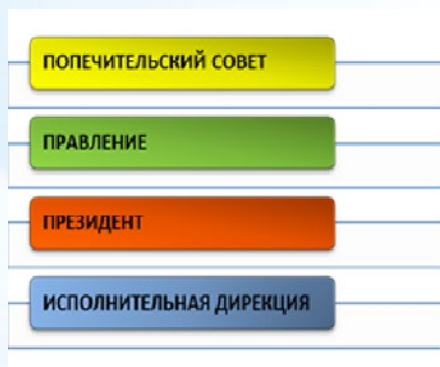 ПОПЕЧИТЕЛЬСКИЙ СОВЕТ
ПРАВЛЕНИЕ
ПРЕЗИДЕНТ
ИСПОЛНИТЕЛЬНАЯ ДИРЕКЦИЯ